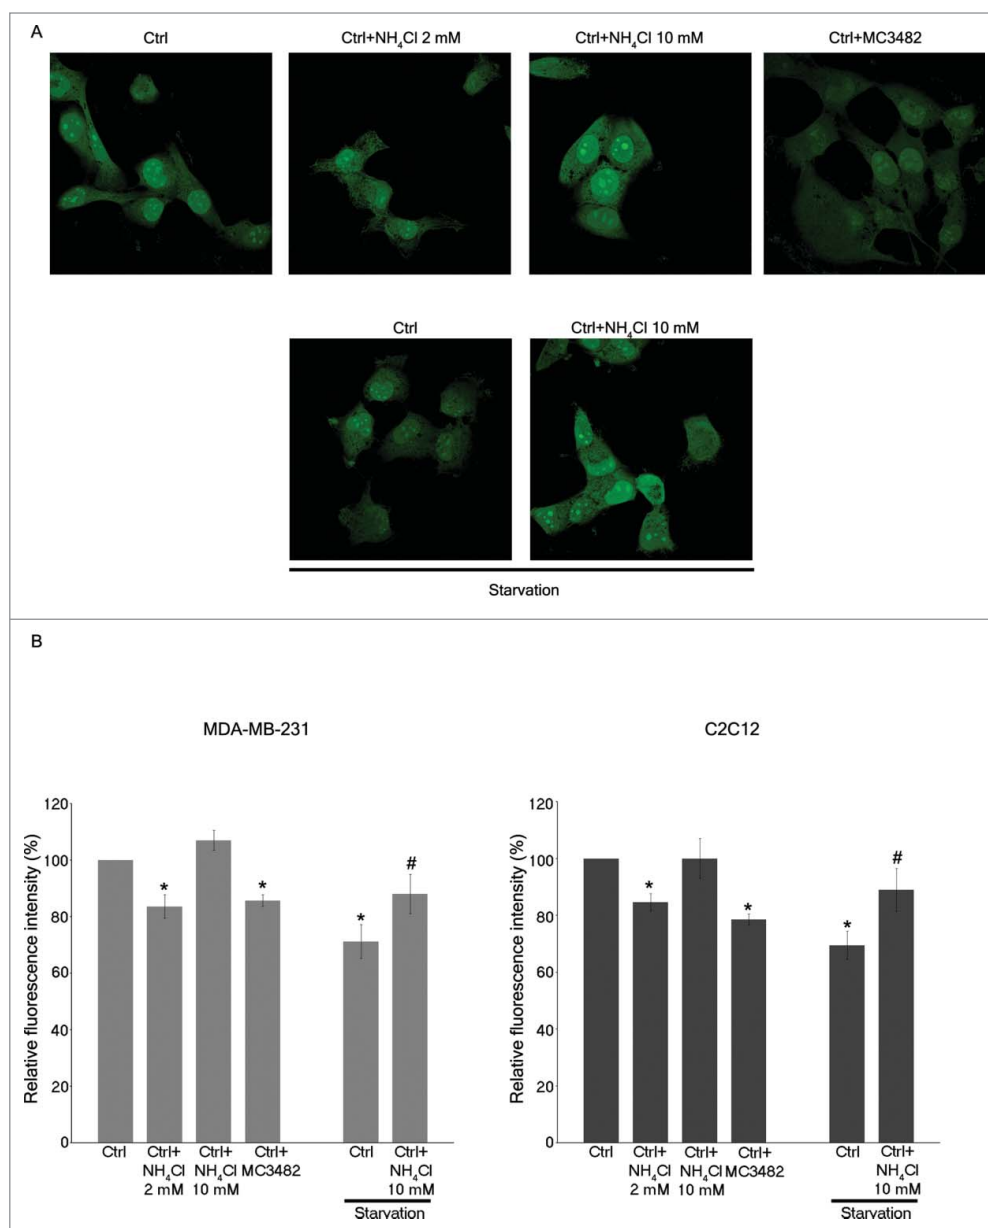 A
Ctrl
Ctrl+NH₄Cl 2 mM
Ctrl+NH₄Cl 10 mM
Ctrl+MC3482
Ctrl
Ctrl+NH₄Cl 10 mM
Starvation
B
MDA-MB-231
Relative fluorescence intensity (%)
120
100
80
60
40
20
0
*
*
*
#
Ctrl
Ctrl+
NH₄Cl
2 mM
Ctrl+
NH₄Cl
10 mM
Ctrl+
MC3482
Ctrl
Ctrl+
NH₄Cl
10 mM
Starvation
C2C12
Relative fluorescence intensity (%)
120
100
80
60
40
20
0
*
*
*
#
Ctrl
Ctrl+
NH₄Cl
2 mM
Ctrl+
NH₄Cl
10 mM
Ctrl+
MC3482
Ctrl
Ctrl+
NH₄Cl
10 mM
Starvation